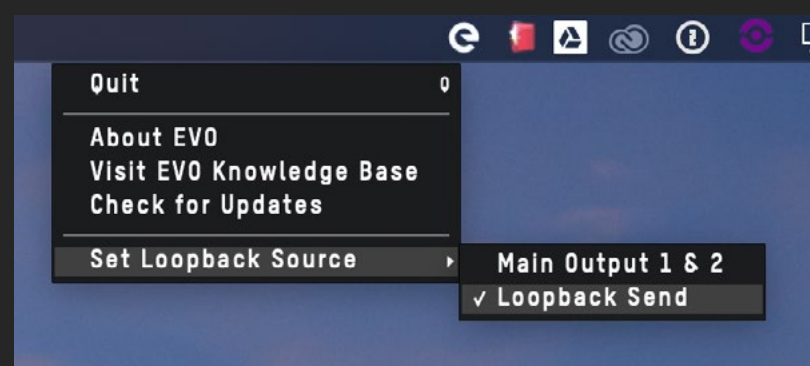 Quit Q
About EVO
Visit EVO Knowledge Base
Check for Updates
Set Loopback Source
Main Output 1 & 2
✓ Loopback Send